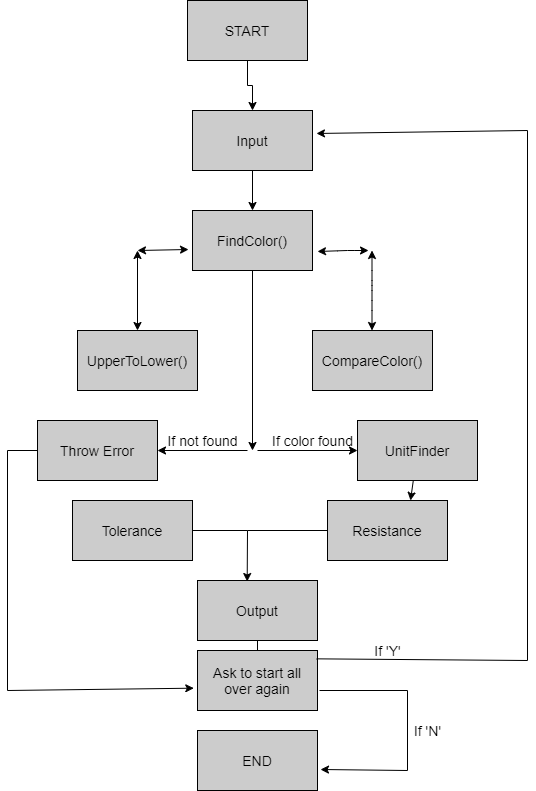 START
Input
FindColor()
UpperToLower()
CompareColor()
If not found
If color found
Throw Error
UnitFinder
Tolerance
Resistance
Output
If 'Y'
Ask to start all
over again
If 'N'
END